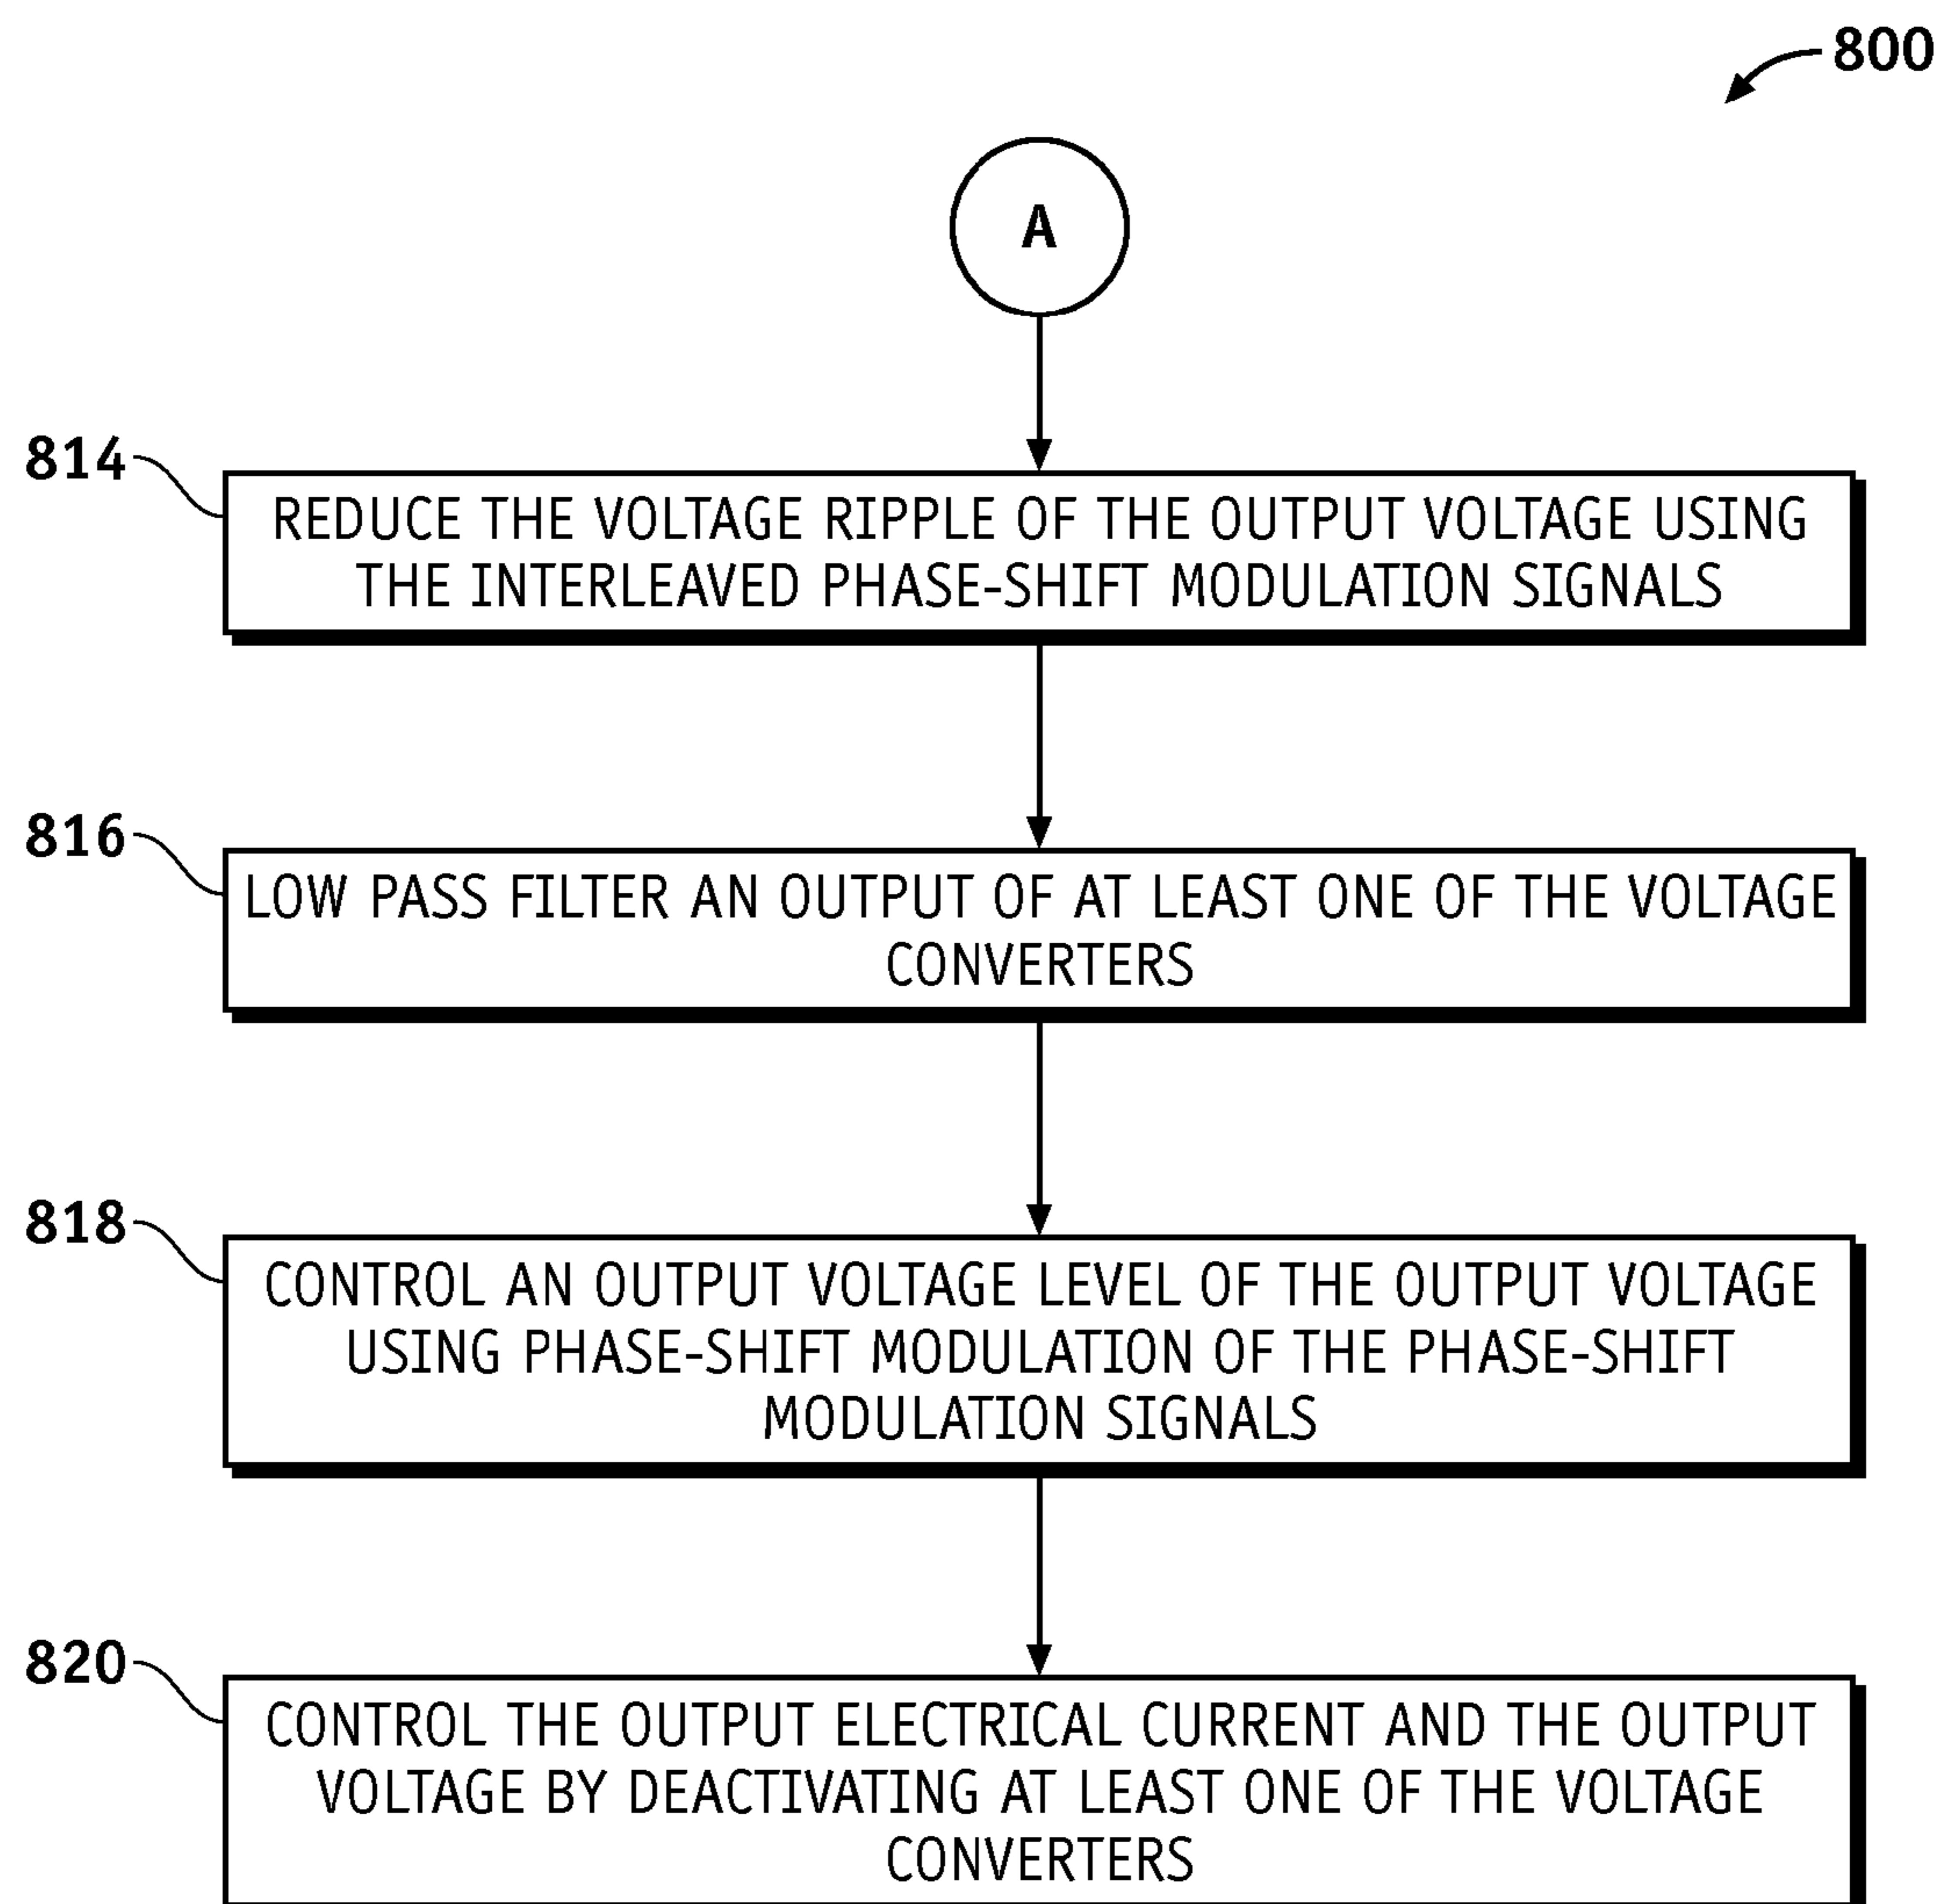 800
A
814
REDUCE THE VOLTAGE RIPPLE OF THE OUTPUT VOLTAGE USING
THE INTERLEAVED PHASE-SHIFT MODULATION SIGNALS
816
LOW PASS FILTER AN OUTPUT OF AT LEAST ONE OF THE VOLTAGE
CONVERTERS
818
CONTROL AN OUTPUT VOLTAGE LEVEL OF THE OUTPUT VOLTAGE
USING PHASE-SHIFT MODULATION OF THE PHASE-SHIFT
MODULATION SIGNALS
820
CONTROL THE OUTPUT ELECTRICAL CURRENT AND THE OUTPUT
VOLTAGE BY DEACTIVATING AT LEAST ONE OF THE VOLTAGE
CONVERTERS